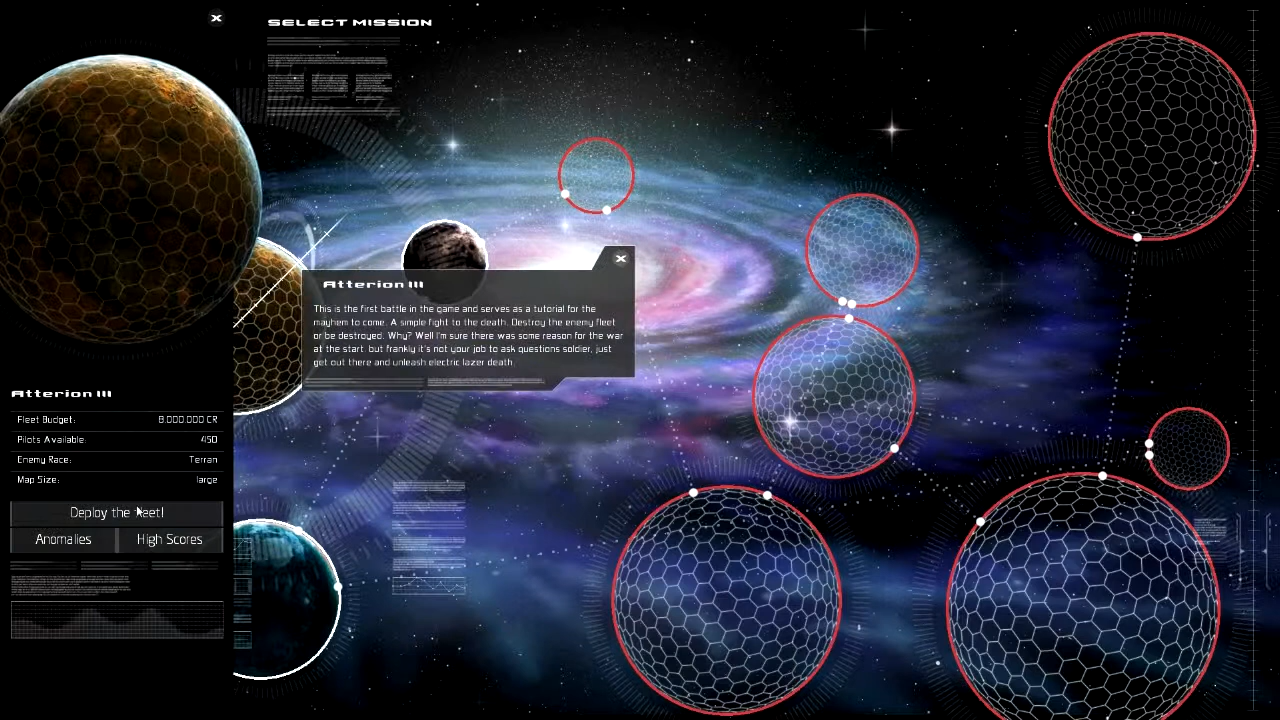 SELECT MISSION
Atterion III
This is the first battle in the game and serves as a tutorial for the
mayhem to come. A simple fight to the death. Destroy the enemy fleet
or be destroyed. Why? Well I'm sure there was some reason for the war
at the start, but frankly it's not your job to ask questions soldier, just
get out there and unleash electric lazer death.
Atterion III
Fleet Budget: 8,000,000 CR
Pilots Available: 450
Enemy Race: Terran
Map Size: large
Deploy the fleet!
Anomalies High Scores